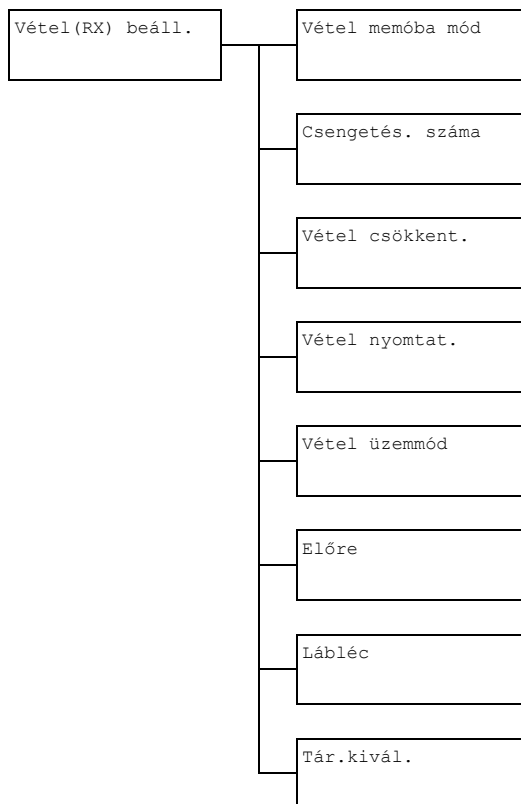 Vétel(RX) beáll.
Vétel memóba mód
Csengetés. száma
Vétel csökkent.
Vétel nyomtat.
Vétel üzemmód
Előre
Lábléc
Tár.kivál.